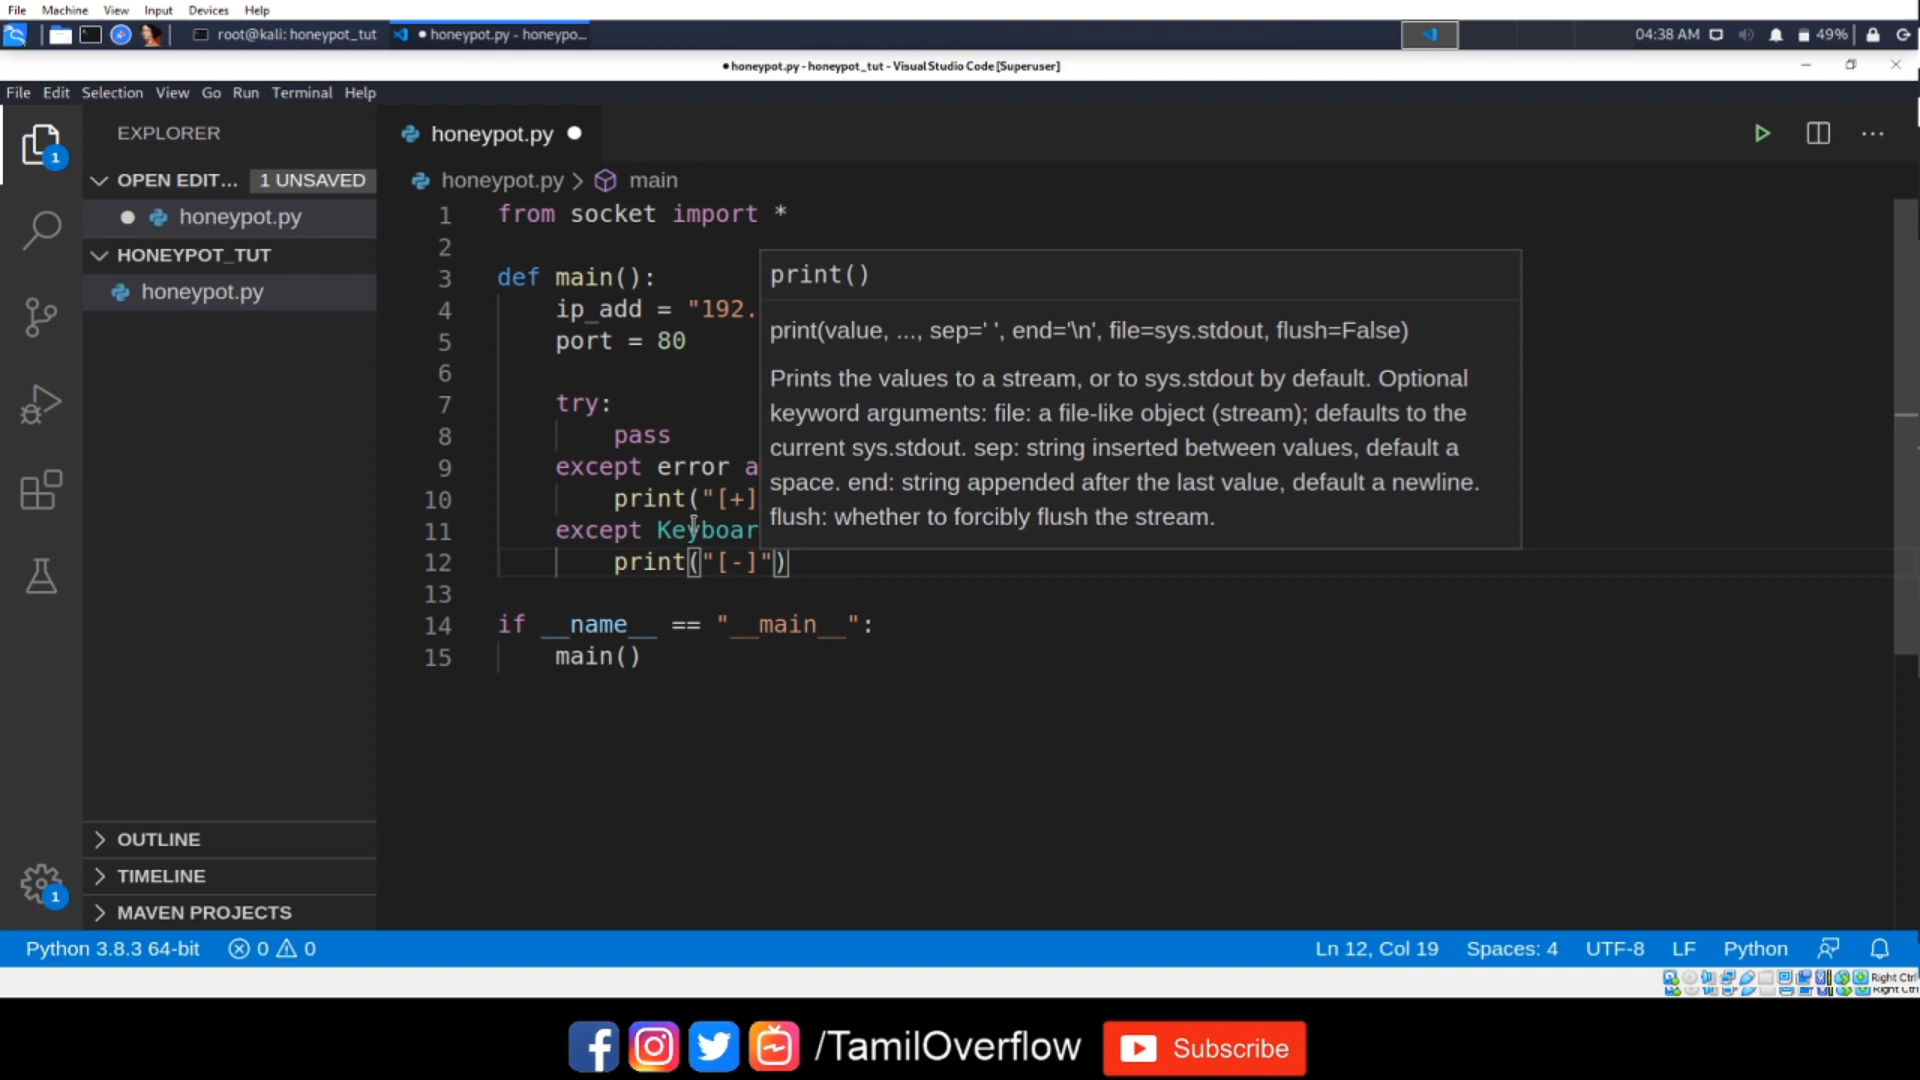 File Machine View Input Devices Help
root@kali: honeypot_tut ● honeypot.py - honeypo... 04:38 AM 49%
● honeypot.py - honeypot_tut - Visual Studio Code [Superuser]
File Edit Selection View Go Run Terminal Help
EXPLORER
honeypot.py ●
1
OPEN EDIT... 1 UNSAVED
honeypot.py > main
● honeypot.py
HONEYPOT_TUT
honeypot.py
1 from socket import *
2
3 def main():
4 ip_add = "192.
5 port = 80
6
7 try:
8 pass
9 except error a
10 print("[+]
11 except Keyboar
12 print("[-]")
13
14 if __name__ == "__main__":
15 main()
print()
print(value, ..., sep=' ', end='\n', file=sys.stdout, flush=False)
Prints the values to a stream, or to sys.stdout by default. Optional
keyword arguments: file: a file-like object (stream); defaults to the
current sys.stdout. sep: string inserted between values, default a
space. end: string appended after the last value, default a newline.
flush: whether to forcibly flush the stream.
OUTLINE
TIMELINE
1
MAVEN PROJECTS
Python 3.8.3 64-bit 0 0 Ln 12, Col 19 Spaces: 4 UTF-8 LF Python
Right Ctrl
Right Ctrl
/TamilOverflow Subscribe